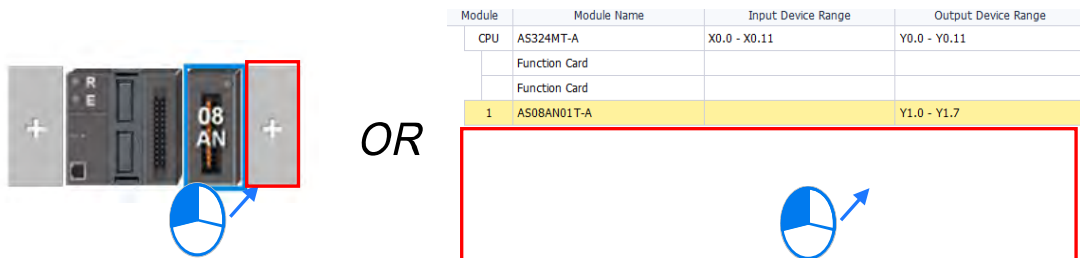 R
E
08
AN
+
+
OR
Module Module Name Input Device Range Output Device Range
CPU AS324MT-A X0.0 - X0.11 Y0.0 - Y0.11
Function Card
Function Card
1 AS08AN01T-A Y1.0 - Y1.7